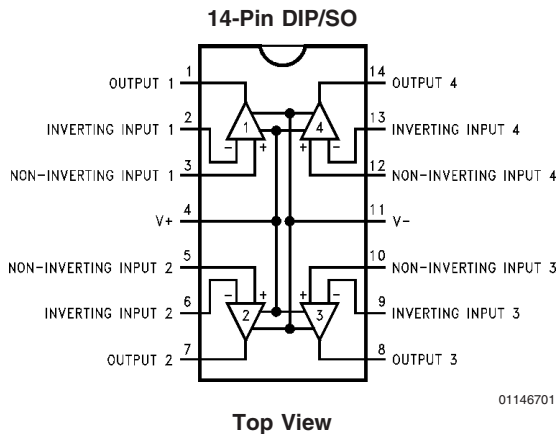 14-Pin DIP/SO
1 14
OUTPUT 1 OUTPUT 4
1 4
2 13
INVERTING INPUT 1 INVERTING INPUT 4
− + + −
3 12
NON-INVERTING INPUT 1 NON-INVERTING INPUT 4
4 11
V+ V−
5 10
NON-INVERTING INPUT 2 NON-INVERTING INPUT 3
− + + −
6 9
INVERTING INPUT 2 INVERTING INPUT 3
2 3
7 8
OUTPUT 2 OUTPUT 3
01146701
Top View